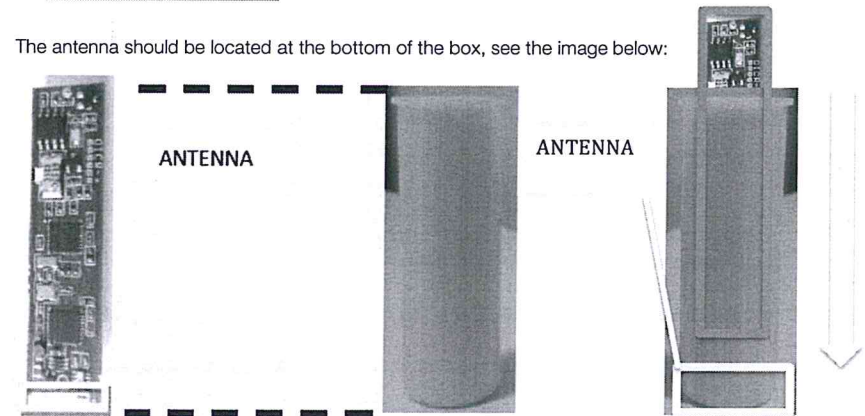 The antenna should be located at the bottom of the box, see the image below:
ANTENNA
ANTENNA